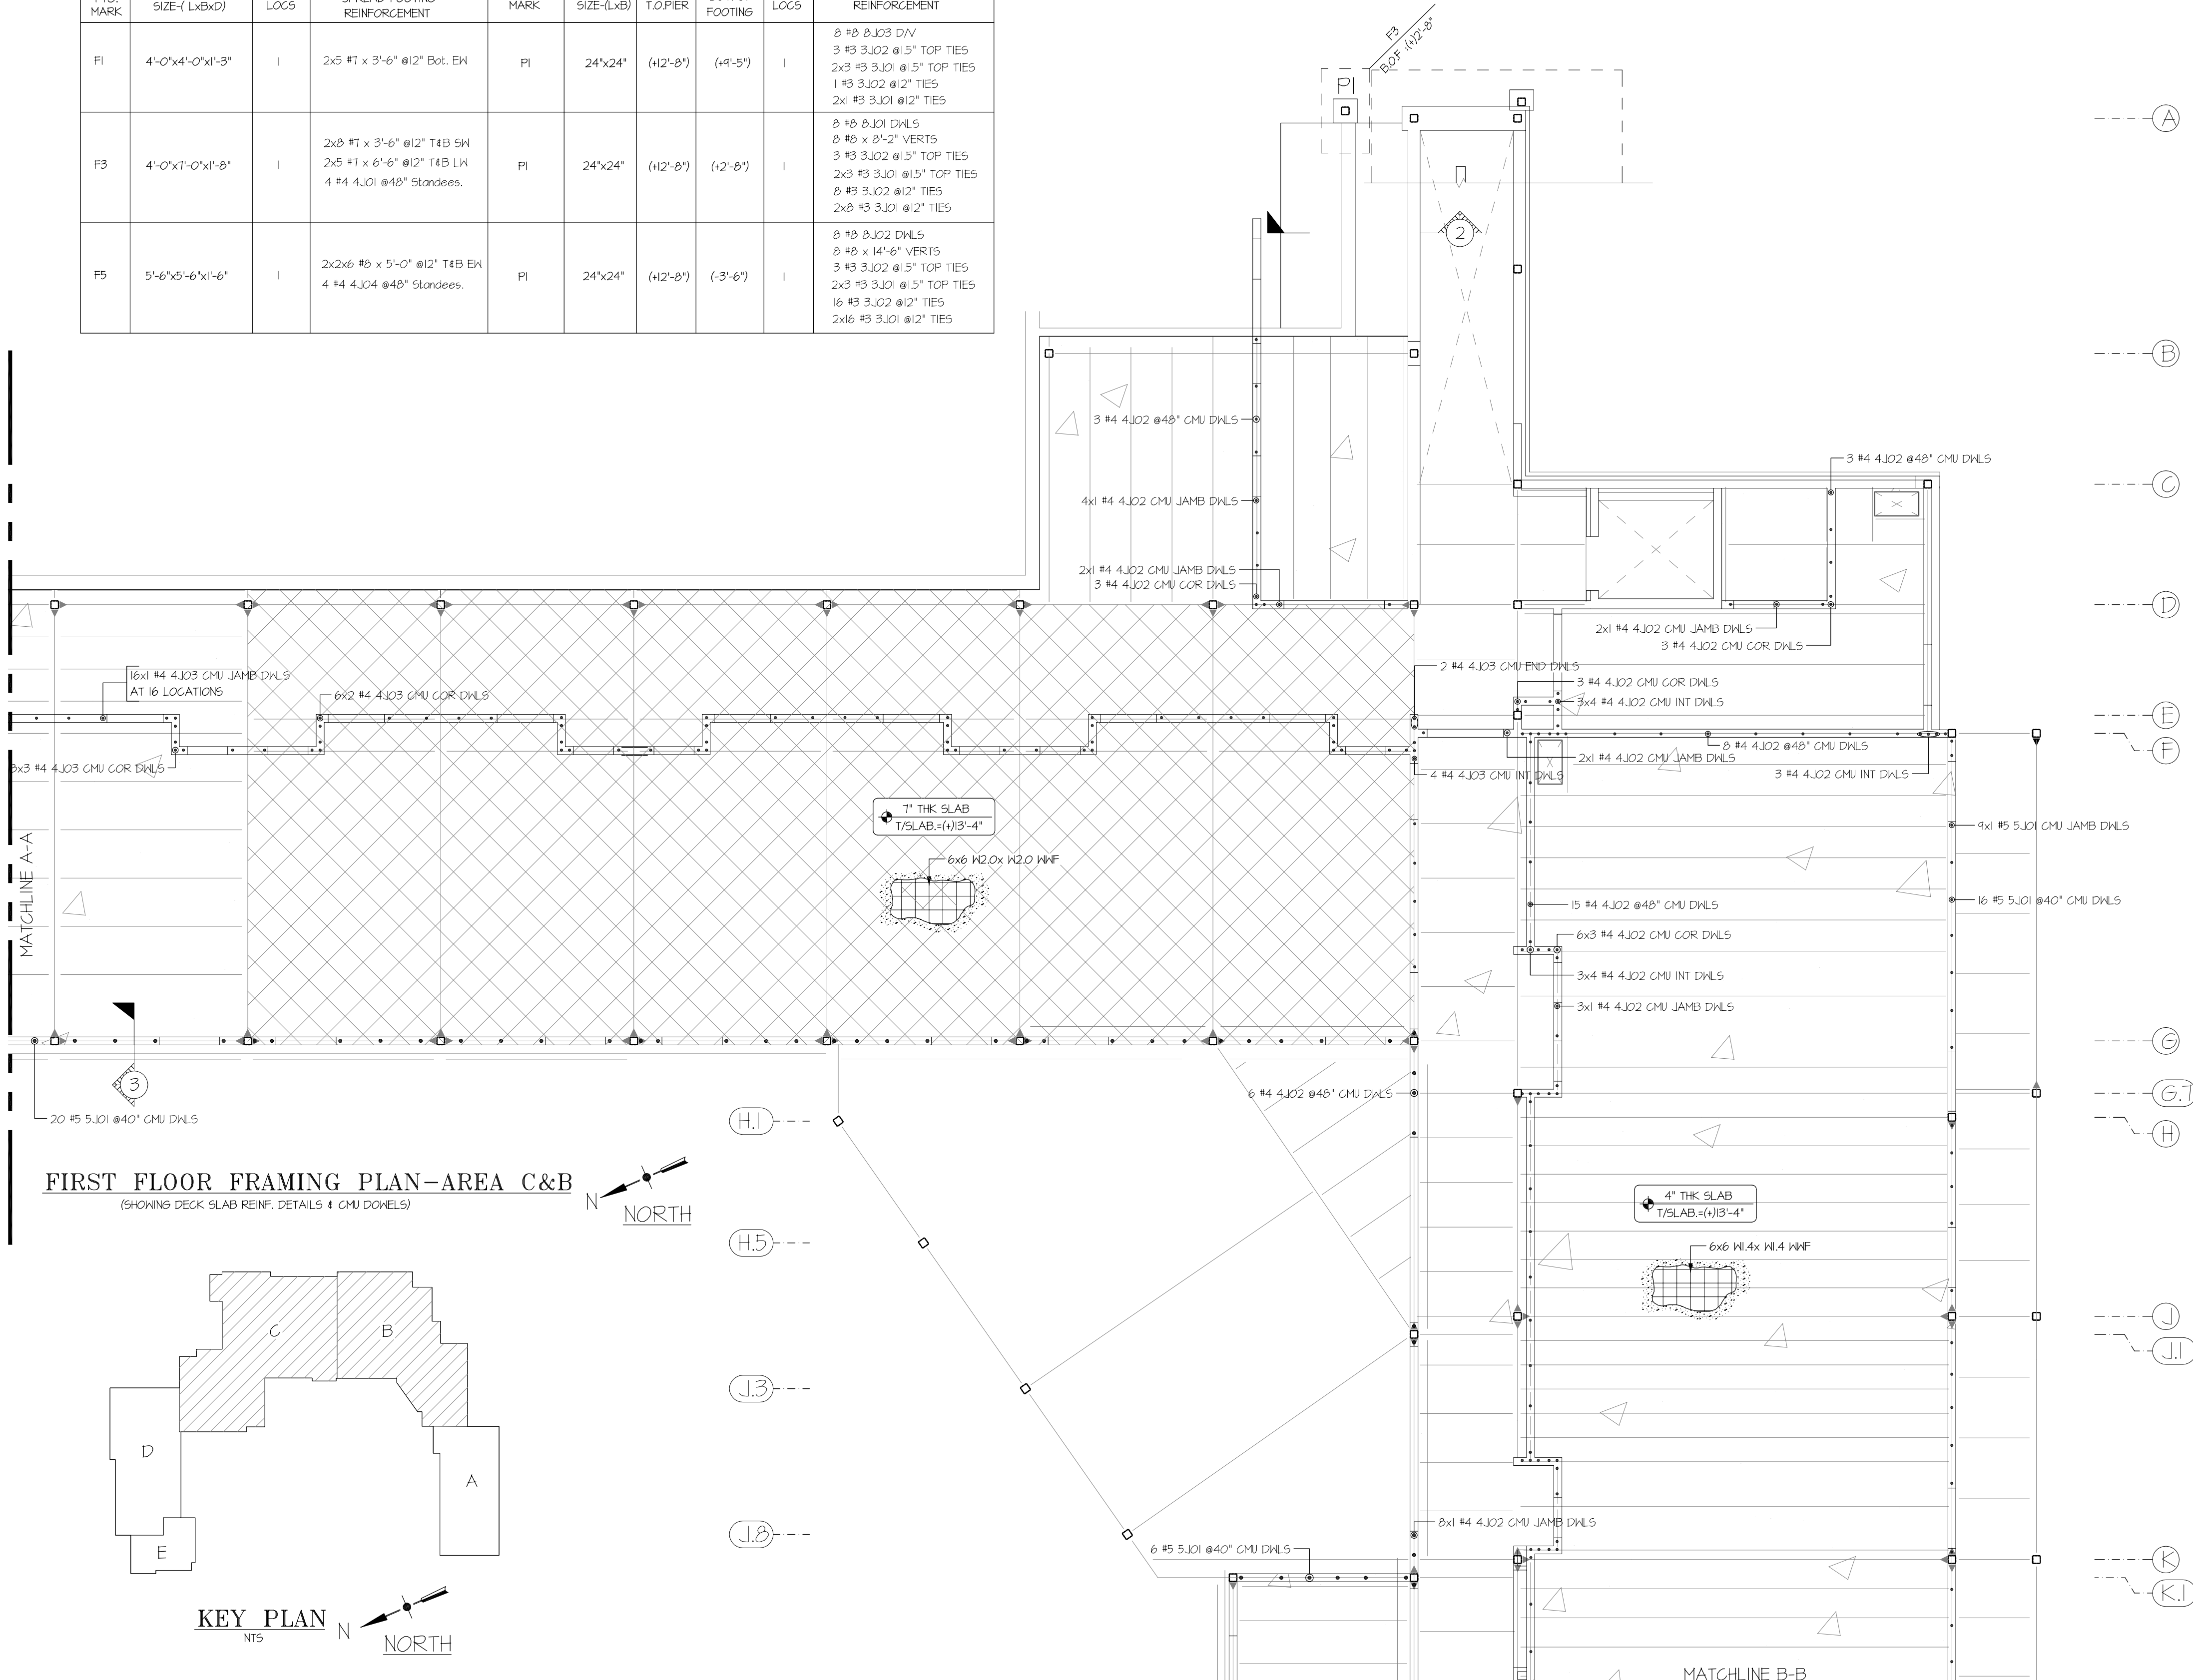 MARK
SIZE-( LxBxD)
LOCS
REINFORCEMENT
MARK
SIZE-(LxB)
T.O.PIER
FOOTING
LOCS
REINFORCEMENT
F1
4'-0"x4'-0"x1'-3"
1
2x5 #7 x 3'-6" @12" Bot. EW
P1
24"x24"
(+12'-8")
(+9'-5")
1
8 #8 8J03 D/V
3 #3 3J02 @1.5" TOP TIES
2x3 #3 3J01 @1.5" TOP TIES
1 #3 3J02 @12" TIES
2x1 #3 3J01 @12" TIES
F3
4'-0"x7'-0"x1'-8"
1
2x8 #7 x 3'-6" @12" T&B SW
2x5 #7 x 6'-6" @12" T&B LW
4 #4 4J01 @48" Standees.
P1
24"x24"
(+12'-8")
(+2'-8")
1
8 #8 8J01 DWLS
8 #8 x 8'-2" VERTS
3 #3 3J02 @1.5" TOP TIES
2x3 #3 3J01 @1.5" TOP TIES
8 #3 3J02 @12" TIES
2x8 #3 3J01 @12" TIES
F5
5'-6"x5'-6"x1'-6"
1
2x2x6 #8 x 5'-0" @12" T&B EW
4 #4 4J04 @48" Standees.
P1
24"x24"
(+12'-8")
(-3'-6")
1
8 #8 8J02 DWLS
8 #8 x 14'-6" VERTS
3 #3 3J02 @1.5" TOP TIES
2x3 #3 3J01 @1.5" TOP TIES
16 #3 3J02 @12" TIES
2x16 #3 3J01 @12" TIES
F3
B.O.F :(+)2'-8"
P1
A
2
B
3 #4 4J02 @48" CMU DWLS
3 #4 4J02 @48" CMU DWLS
C
4x1 #4 4J02 CMU JAMB DWLS
2x1 #4 4J02 CMU JAMB DWLS
3 #4 4J02 CMU COR DWLS
D
2x1 #4 4J02 CMU JAMB DWLS
3 #4 4J02 CMU COR DWLS
2 #4 4J03 CMU END DWLS
16x1 #4 4J03 CMU JAMB DWLS
AT 16 LOCATIONS
6x2 #4 4J03 CMU COR DWLS
3 #4 4J02 CMU COR DWLS
3x4 #4 4J02 CMU INT DWLS
E
8 #4 4J02 @48" CMU DWLS
F
2x1 #4 4J02 CMU JAMB DWLS
3x3 #4 4J03 CMU COR DWLS
4 #4 4J03 CMU INT DWLS
3 #4 4J02 CMU INT DWLS
7" THK SLAB
T/SLAB.=(+)13'-4"
9x1 #5 5J01 CMU JAMB DWLS
6x6 W2.0x W2.0 WWF
MATCHLINE A-A
15 #4 4J02 @48" CMU DWLS
16 #5 5J01 @40" CMU DWLS
6x3 #4 4J02 CMU COR DWLS
3x4 #4 4J02 CMU INT DWLS
3x1 #4 4J02 CMU JAMB DWLS
G
3
6 #4 4J02 @48" CMU DWLS
G.7
20 #5 5J01 @40" CMU DWLS
H.1
H
FIRST FLOOR FRAMING PLAN-AREA C&B
(SHOWING DECK SLAB REINF. DETAILS & CMU DOWELS)
N
NORTH
4" THK SLAB
T/SLAB.=(+)13'-4"
H.5
6x6 W1.4x W1.4 WWF
J
J.1
C
B
J.3
D
A
E
J.8
8x1 #4 4J02 CMU JAMB DWLS
6 #5 5J01 @40" CMU DWLS
K
K.1
KEY PLAN
NTS
N
NORTH
MATCHLINE B-B